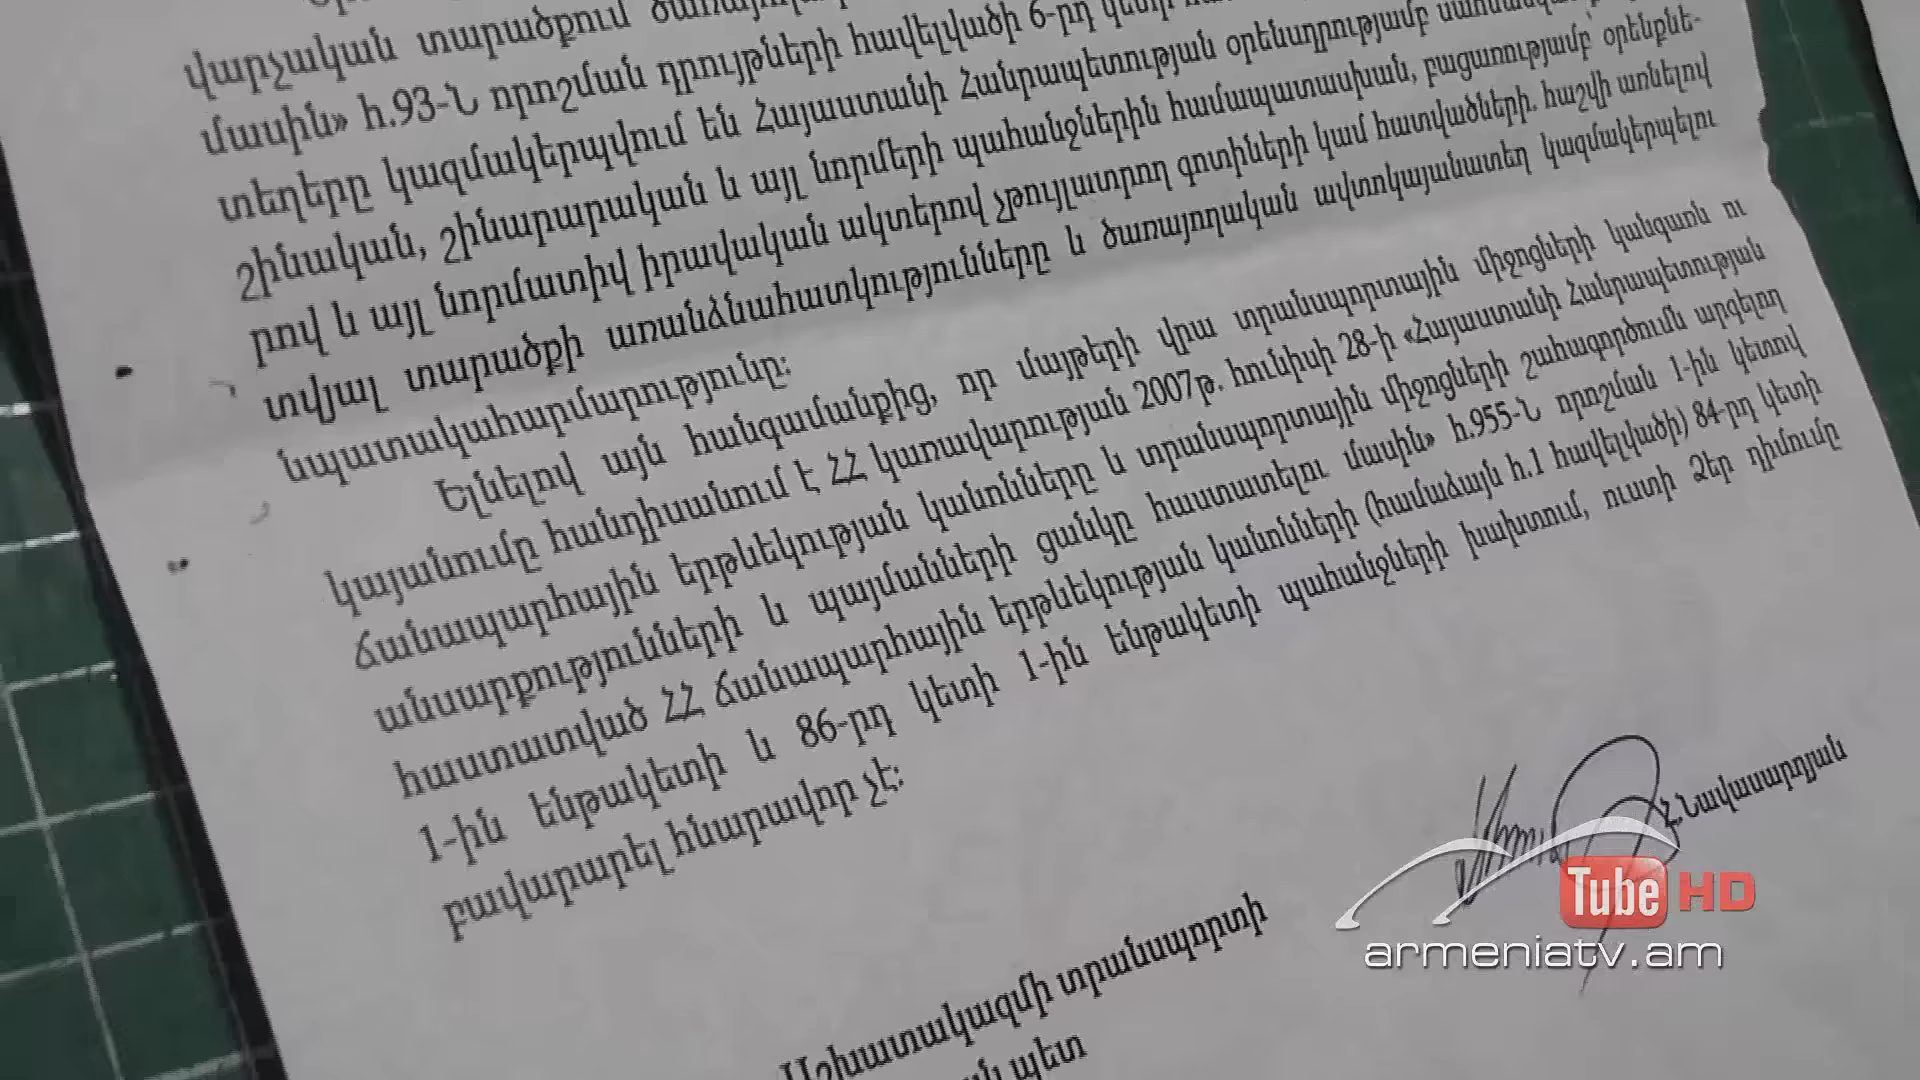 վարչական տարածքում
մասին» հ.93-Ն որոշման դրույթների հավելվածի 6-րդ կետի
տեղերը կազմակերպվում են Հայաստանի Հանրապետության օրենսդրությամբ
շինական, շինարարական և այլ նորմերի պահանջներին համապատասխան, բացառությամբ՝ օրենքնե-
րով և այլ նորմատիվ իրավական ակտերով չթույլատրող գոտիների կամ հատվածների. հաշվի առնելով
տվյալ տարածքի առանձնահատկությունները և ծառայողական ավտոկայանատեղ կազմակերպելու
նպատակահարմարությունը:
Ելնելով այն հանգամանքից, որ մայթերի վրա տրանսպորտային միջոցների կանգառն ու
կայանումը հանդիսանում է ՀՀ կառավարության 2007թ. հունիսի 28-ի «Հայաստանի Հանրապետության
ճանապարհային երթևեկության կանոնները և տրանսպորտային միջոցների շահագործումն արգելող
անսարքությունների և պայմանների ցանկը հաստատելու մասին» հ.955-Ն որոշման 1-ին կետով
հաստատված ՀՀ ճանապարհային երթևեկության կանոնների (համաձայն հ.1 հավելվածի) 84-րդ կետի
1-ին ենթակետի և 86-րդ կետի 1-ին ենթակետի պահանջների խախտում, ուստի Ձեր դիմումը
բավարարել հնարավոր չէ:
Հ.Նավասարդյան
Աշխատակազմի տրանսպորտի
պետ
Tube HD
armeniatv.am